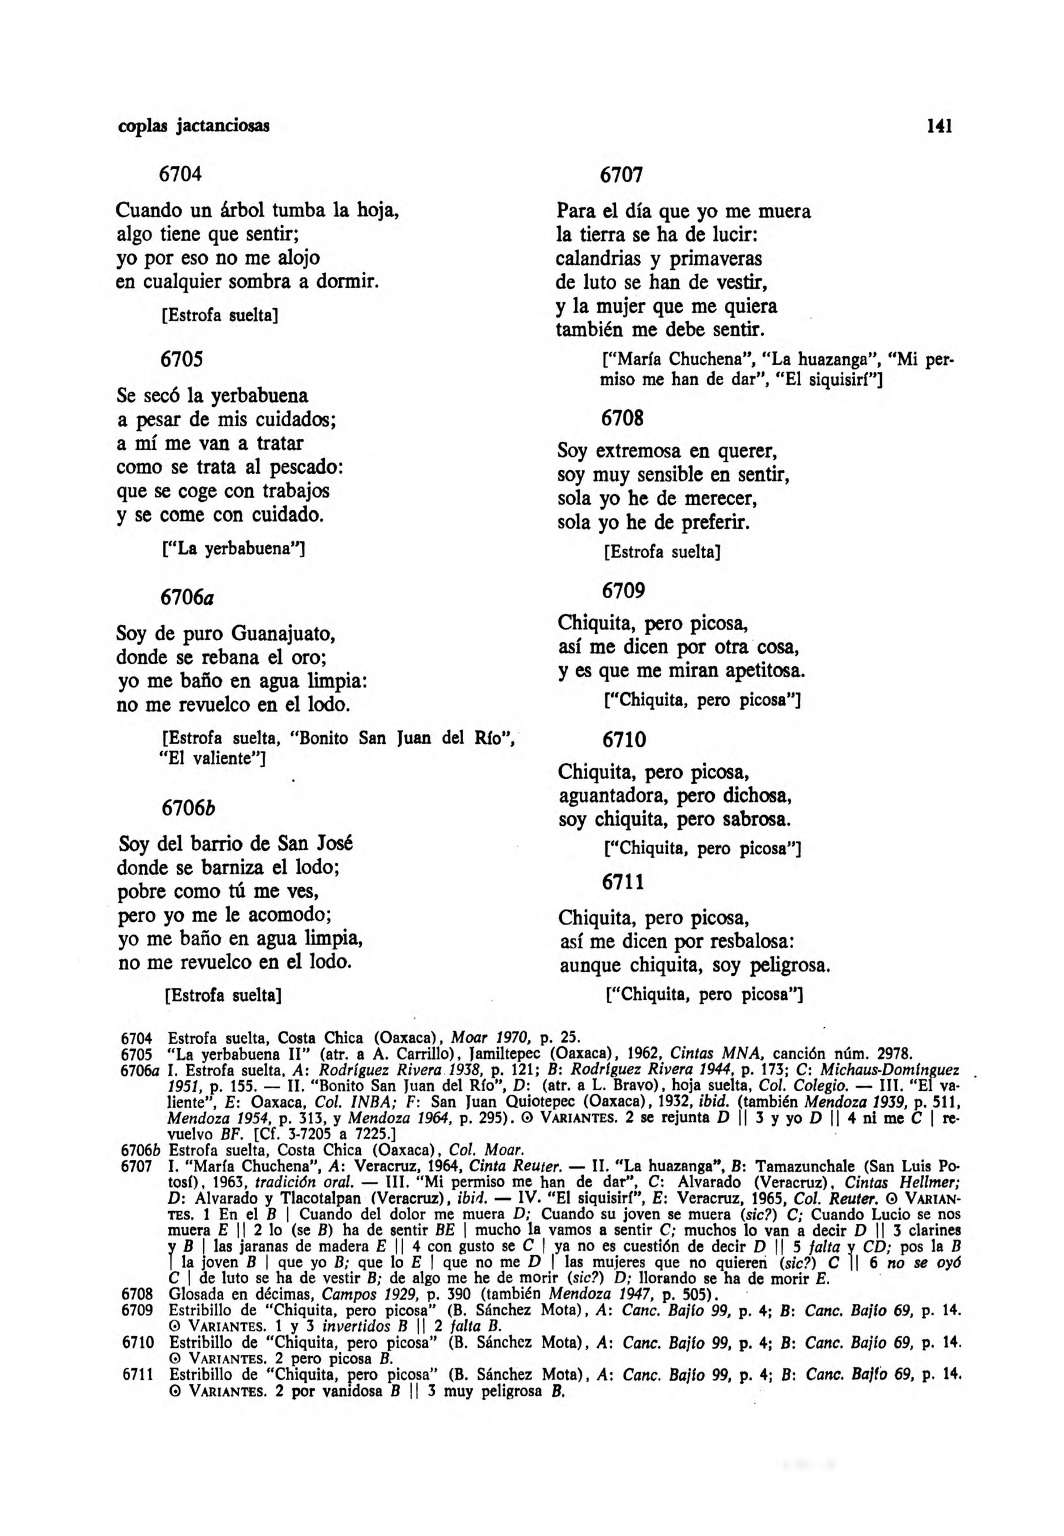 coplas jactanciosas
141
6704
Cuando un árbol tumba la hoja,
algo tiene que sentir;
yo por eso no me alojo
en cualquier sombra a dormir.
[Estrofa suelta]
6705
Se secó la yerbabuena
a pesar de mis cuidados;
a mí me van a tratar
como se trata al pescado:
que se coge con trabajos
y se come con cuidado.
["La yerbabuena"]
6706a
Soy de puro Guanajuato,
donde se rebana el oro;
yo me baño en agua limpia:
no me revuelco en el lodo.
[Estrofa suelta, "Bonito San Juan del Río",
"El valiente"]
6706b
Soy del barrio de San José
donde se barniza el lodo;
pobre como tú me ves,
pero yo me le acomodo;
yo me baño en agua limpia,
no me revuelco en el lodo.
[Estrofa suelta]
6707
Para el día que yo me muera
la tierra se ha de lucir:
calandrias y primaveras
de luto se han de vestir,
y la mujer que me quiera
también me debe sentir.
["María Chuchena", "La huazanga", "Mi per-
miso me han de dar", "El siquisirí"]
6708
Soy extremosa en querer,
soy muy sensible en sentir,
sola yo he de merecer,
sola yo he de preferir.
[Estrofa suelta]
6709
Chiquita, pero picosa,
así me dicen por otra cosa,
y es que me miran apetitosa.
["Chiquita, pero picosa"]
6710
Chiquita, pero picosa,
aguantadora, pero dichosa,
soy chiquita, pero sabrosa.
["Chiquita, pero picosa"]
6711
Chiquita, pero picosa,
así me dicen por resbalosa:
aunque chiquita, soy peligrosa.
["Chiquita, pero picosa"]
6704 Estrofa suelta, Costa Chica (Oaxaca), Moar 1970, p. 25.
6705 "La yerbabuena II" (atr. a A. Carrillo), Jamiltepec (Oaxaca), 1962, Cintas MNA, canción núm. 2978.
6706a I. Estrofa suelta, A: Rodríguez Rivera 1938, p. 121; B: Rodríguez Rivera 1944, p. 173; C: Michaus-Domínguez
1951, p. 155. — II. "Bonito San Juan del Río", D: (atr. a L. Bravo), hoja suelta, Col. Colegio. — III. "El va-
liente", E: Oaxaca, Col. INBA; F: San Juan Quiotepec (Oaxaca), 1932, ibid. (también Mendoza 1939, p. 511,
Mendoza 1954, p. 313, y Mendoza 1964, p. 295). ⊙ VARIANTES. 2 se rejunta D || 3 y yo D || 4 ni me C | re-
vuelvo BF. [Cf. 3-7205 a 7225.]
6706b Estrofa suelta, Costa Chica (Oaxaca), Col. Moar.
6707 I. "María Chuchena", A: Veracruz, 1964, Cinta Reuter. — II. "La huazanga", B: Tamazunchale (San Luis Po-
tosí), 1963, tradición oral. — III. "Mi permiso me han de dar", C: Alvarado (Veracruz), Cintas Hellmer;
D: Alvarado y Tlacotalpan (Veracruz), ibid. — IV. "El siquisirí", E: Veracruz, 1965, Col. Reuter. ⊙ VARIAN-
TES. 1 En el B | Cuando del dolor me muera D; Cuando su joven se muera (sic?) C; Cuando Lucio se nos
muera E || 2 lo (se B) ha de sentir BE | mucho la vamos a sentir C; muchos lo van a decir D || 3 clarines
y B | las jaranas de madera E || 4 con gusto se C | ya no es cuestión de decir D || 5 falta y CD; pos la B
| la joven B | que yo B; que lo E | que no me D | las mujeres que no quieren (sic?) C || 6 no se oyó
C | de luto se ha de vestir B; de algo me he de morir (sic?) D; llorando se ha de morir E.
6708 Glosada en décimas, Campos 1929, p. 390 (también Mendoza 1947, p. 505).
6709 Estribillo de "Chiquita, pero picosa" (B. Sánchez Mota), A: Canc. Bajío 99, p. 4; B: Canc. Bajío 69, p. 14.
⊙ VARIANTES. 1 y 3 invertidos B || 2 falta B.
6710 Estribillo de "Chiquita, pero picosa" (B. Sánchez Mota), A: Canc. Bajío 99, p. 4; B: Canc. Bajío 69, p. 14.
⊙ VARIANTES. 2 pero picosa B.
6711 Estribillo de "Chiquita, pero picosa" (B. Sánchez Mota), A: Canc. Bajío 99, p. 4; B: Canc. Bajío 69, p. 14.
⊙ VARIANTES. 2 por vanidosa B || 3 muy peligrosa B.